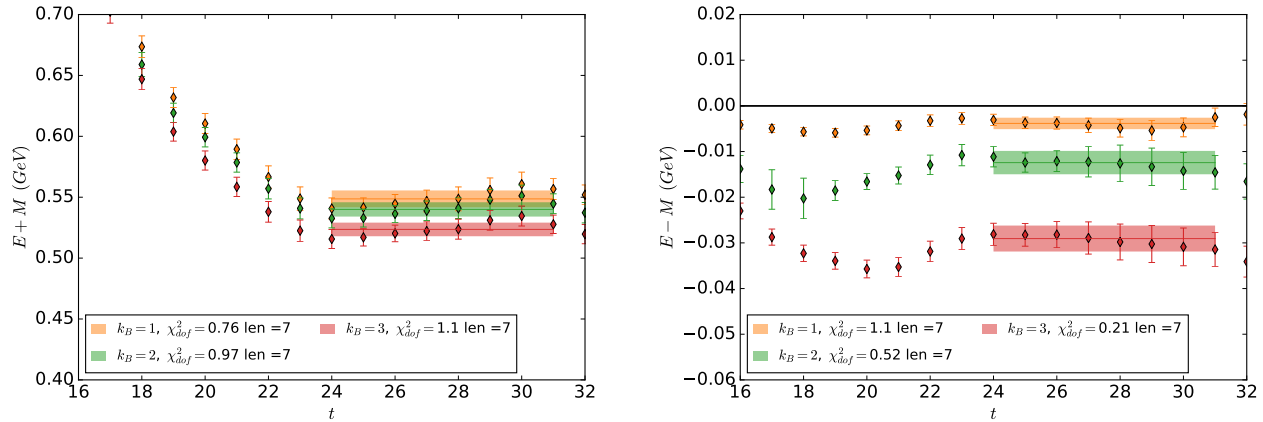 0.70
0.65
0.60
0.55
0.50
0.45
0.40
E + M (GeV)
16 18 20 22 24 26 28 30 32
t
k_B = 1, χ²_dof = 0.76 len =7
k_B = 2, χ²_dof = 0.97 len =7
k_B = 3, χ²_dof = 1.1 len =7
0.02
0.01
0.00
−0.01
−0.02
−0.03
−0.04
−0.05
−0.06
E − M (GeV)
16 18 20 22 24 26 28 30 32
t
k_B = 1, χ²_dof = 1.1 len =7
k_B = 2, χ²_dof = 0.52 len =7
k_B = 3, χ²_dof = 0.21 len =7